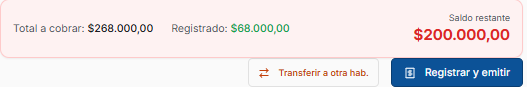 Saldo restante
Total a cobrar: $268.000,00 Registrado: $68.000,00
$200.000,00
Transferir a otra hab.
Registrar y emitir